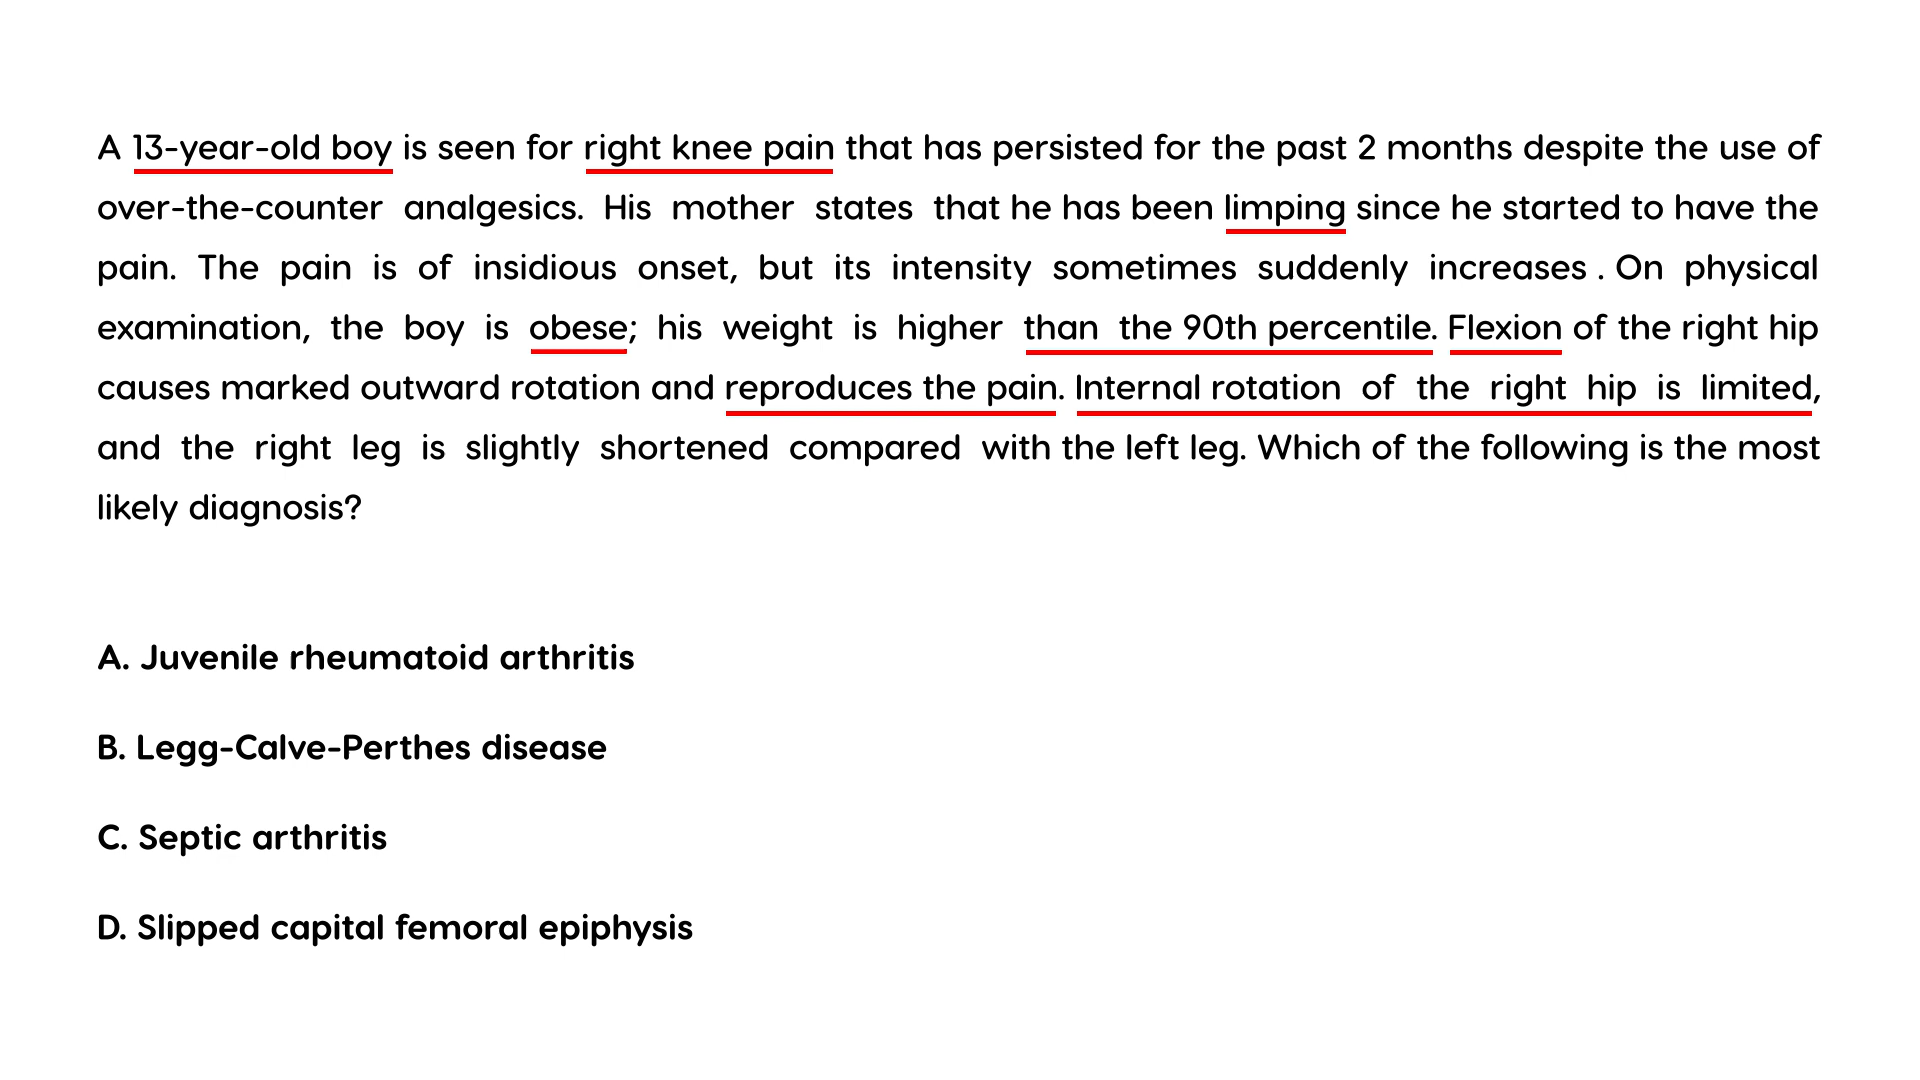 A 13-year-old boy is seen for right knee pain that has persisted for the past 2 months despite the use of
over-the-counter analgesics. His mother states that he has been limping since he started to have the
pain. The pain is of insidious onset, but its intensity sometimes suddenly increases . On physical
examination, the boy is obese; his weight is higher than the 90th percentile. Flexion of the right hip
causes marked outward rotation and reproduces the pain. Internal rotation of the right hip is limited,
and the right leg is slightly shortened compared with the left leg. Which of the following is the most
likely diagnosis?
A. Juvenile rheumatoid arthritis
B. Legg-Calve-Perthes disease
C. Septic arthritis
D. Slipped capital femoral epiphysis